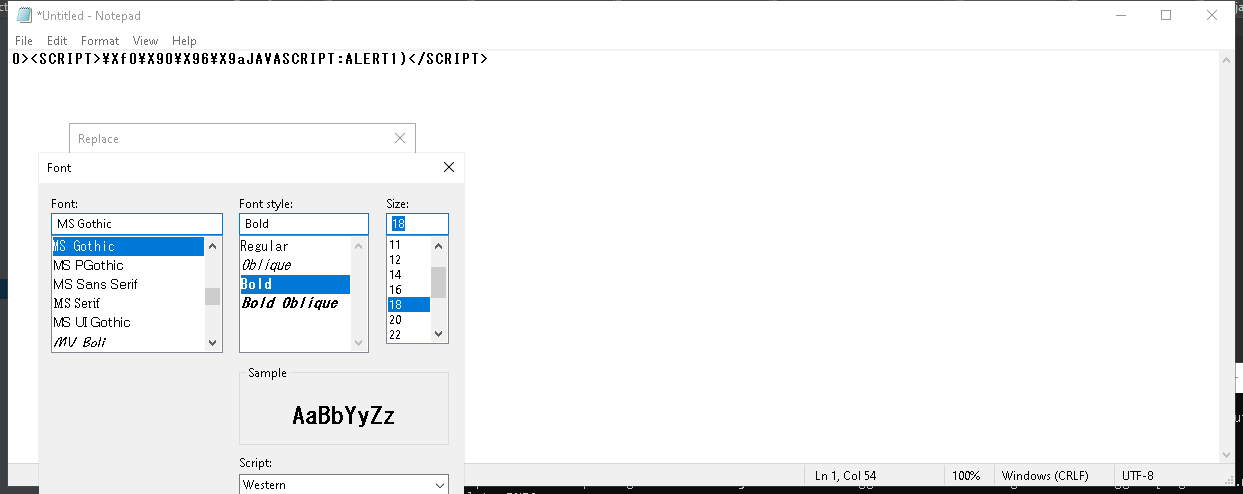 *Untitled - Notepad
File Edit Format View Help
0><SCRIPT>¥Xf0¥X90¥X96¥X9aJAVASCRIPT:ALERT1)</SCRIPT>
Replace
Font
Font: Font style: Size:
MS Gothic Bold 18
MS Gothic Regular 11
MS PGothic Oblique 12
MS Sans Serif Bold 14
MS Serif Bold Oblique 16
MS UI Gothic 18
MV Boli 20
22
Sample
AaBbYyZz
Script:
Western
Ln 1, Col 54 100% Windows (CRLF) UTF-8